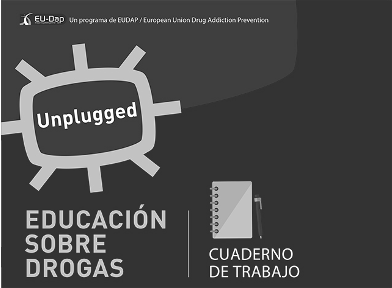 EU-Dap Un programa de EUDAP / European Union Drug Addiction Prevention
Unplugged
EDUCACIÓN
SOBRE
DROGAS
CUADERNO
DE TRABAJO